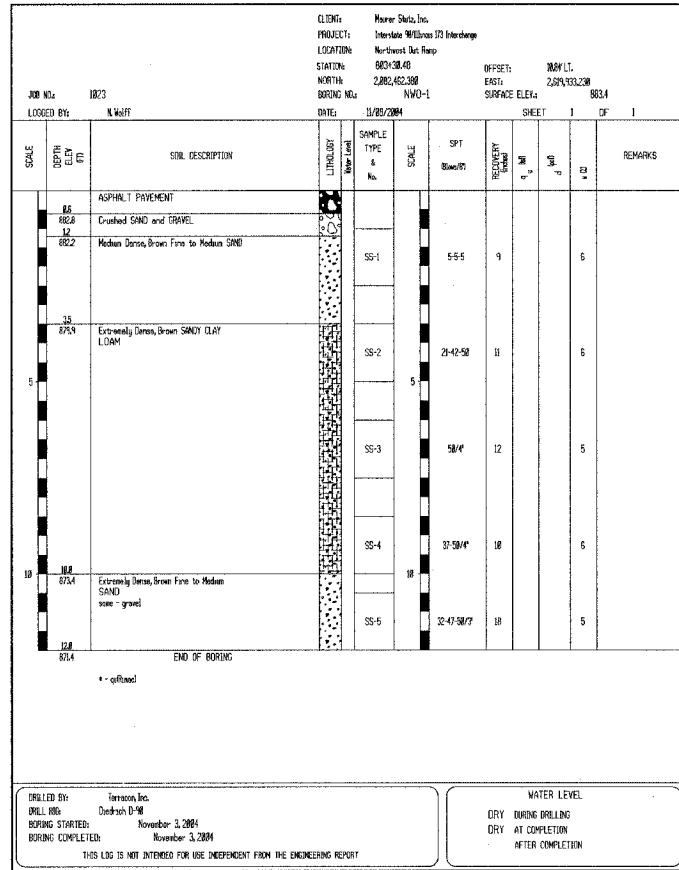 CLIENT: Maurer Stutz, Inc.
PROJECT: Interstate 90/Illinois 173 Interchange
LOCATION: Northwest Out Ramp
STATION: 803+30.48 OFFSET: 10.84' LT.
NORTH: 2,082,462.380 EAST: 2,619,933.230
JOB NO.: 1023 BORING NO.: NWO-1 SURFACE ELEV.: 883.4
LOGGED BY: N. Wolff DATE: 11/09/2004 SHEET 1 OF 1
SCALE DEPTH ELEV (FT) SOIL DESCRIPTION LITHOLOGY Water Level SAMPLE TYPE & No. SCALE SPT (Blows/6") RECOVERY (inches) q u (tsf) d (pcf) w (%) REMARKS
ASPHALT PAVEMENT
0.6
882.8 Crushed SAND and GRAVEL
1.2
882.2 Medium Dense, Brown Fine to Medium SAND
SS-1 5-5-5 9 6
3.5
879.9 Extremely Dense, Brown SANDY CLAY
LOAM
SS-2 21-42-50 11 6
5 5
SS-3 50/4" 12 5
SS-4 37-50/4" 10 6
10.0
10 10
873.4 Extremely Dense, Brown Fine to Medium
SAND
some - gravel
SS-5 32-47-50/3" 18 5
12.0
871.4 END OF BORING
DRILLED BY: Terracon, Inc.
DRILL RIG: Diedrich D-90
BORING STARTED: November 3, 2004
BORING COMPLETED: November 3, 2004
THIS LOG IS NOT INTENDED FOR USE INDEPENDENT FROM THE ENGINEERING REPORT
WATER LEVEL
DRY DURING DRILLING
DRY AT COMPLETION
AFTER COMPLETION